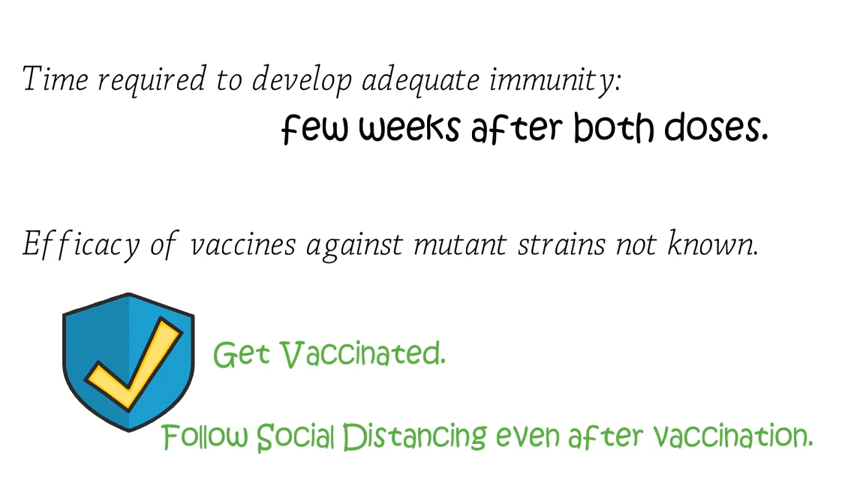 Time required to develop adequate immunity:
few weeks after both doses.
Efficacy of vaccines against mutant strains not known.
Get Vaccinated.
Follow Social Distancing even after vaccination.